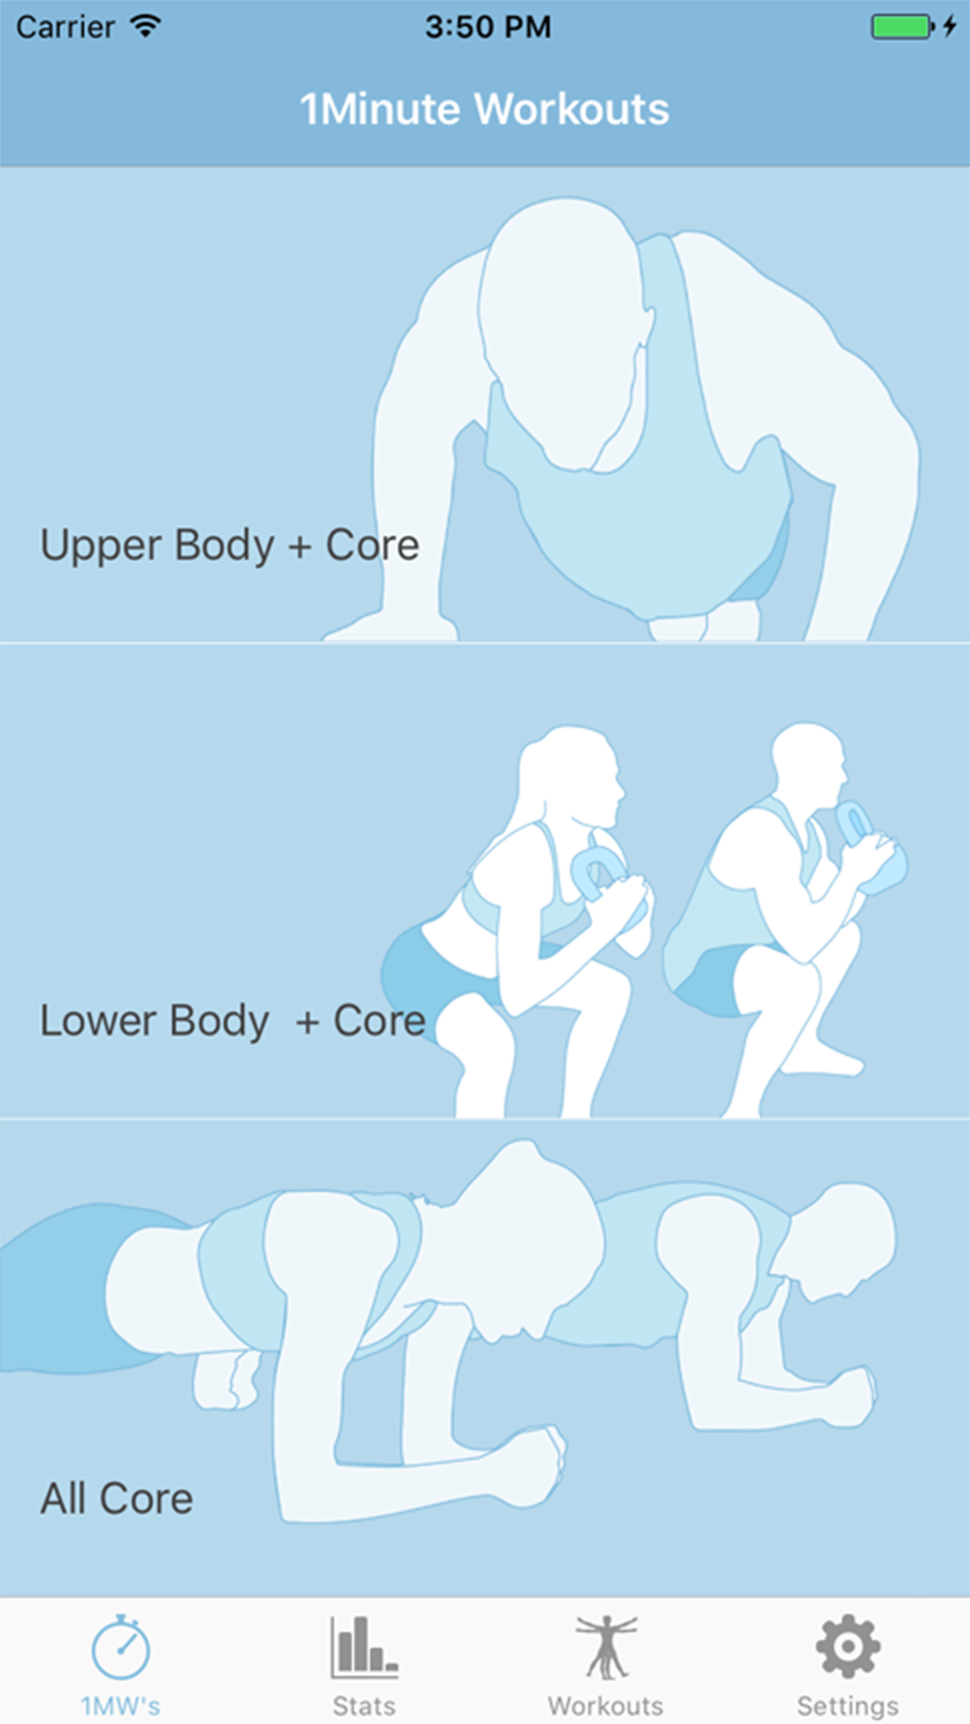 Carrier 3:50 PM
1Minute Workouts
Upper Body + Core
Lower Body  + Core
All Core
1MW's Stats Workouts Settings